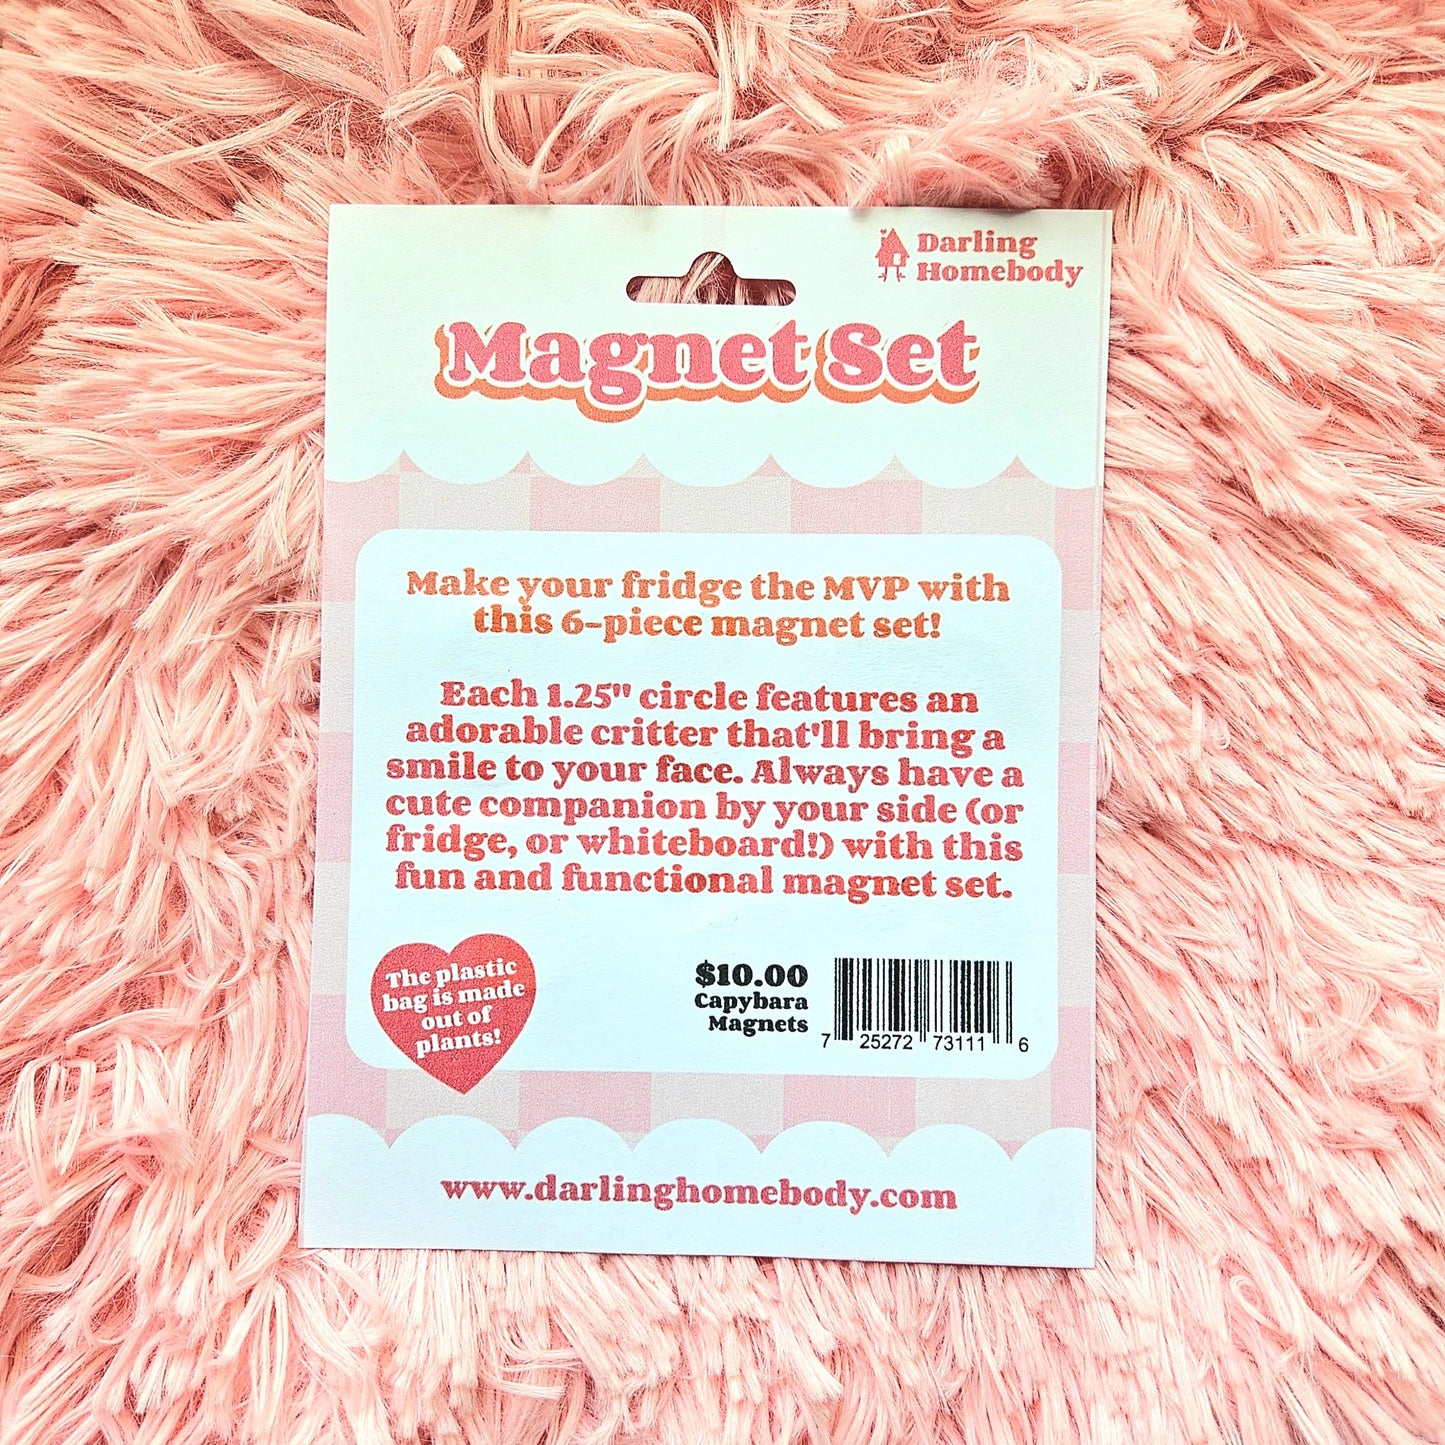 Darling
Homebody
Magnet Set
Make your fridge the MVP with
this 6-piece magnet set!
Each 1.25" circle features an
adorable critter that'll bring a
smile to your face. Always have a
cute companion by your side (or
fridge, or whiteboard!) with this
fun and functional magnet set.
The plastic
bag is made
out of
plants!
$10.00
Capybara
Magnets
7 25272 73111 6
www.darlinghomebody.com